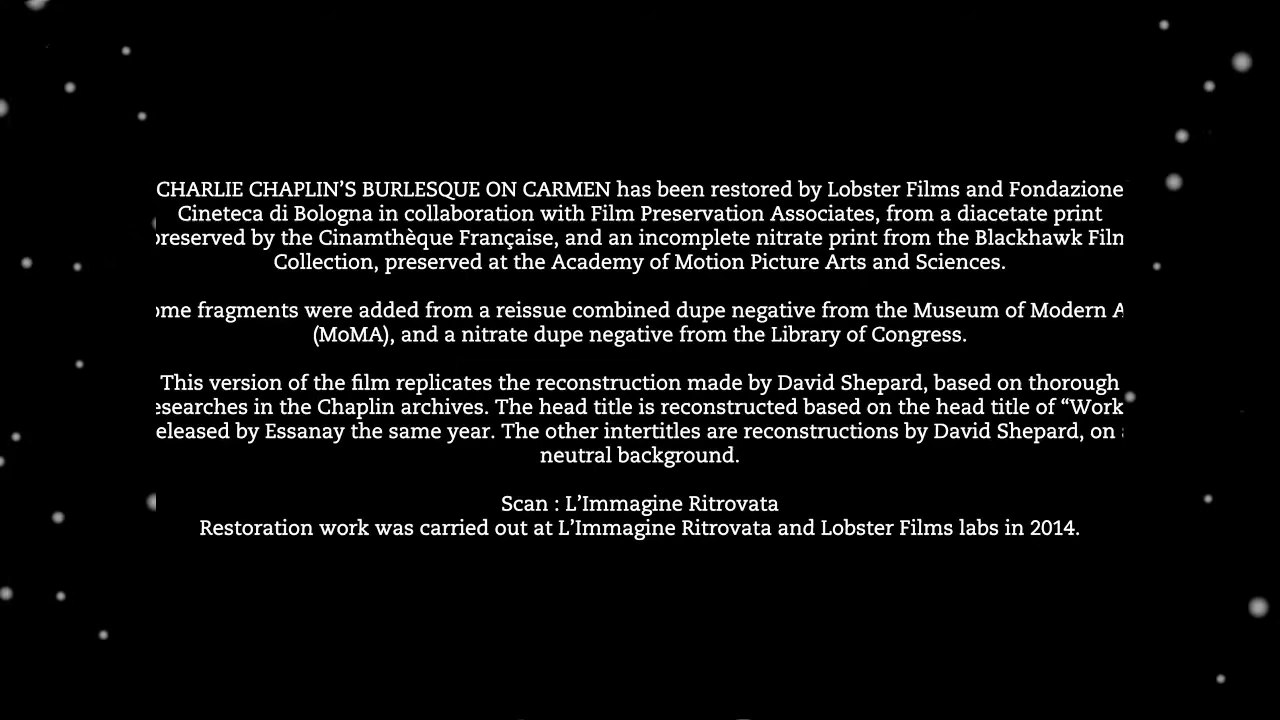 CHARLIE CHAPLIN'S BURLESQUE ON CARMEN has been restored by Lobster Films and Fondazione
Cineteca di Bologna in collaboration with Film Preservation Associates, from a diacetate print
preserved by the Cinamthèque Française, and an incomplete nitrate print from the Blackhawk Film
Collection, preserved at the Academy of Motion Picture Arts and Sciences.
ome fragments were added from a reissue combined dupe negative from the Museum of Modern A
(MoMA), and a nitrate dupe negative from the Library of Congress.
This version of the film replicates the reconstruction made by David Shepard, based on thorough
esearches in the Chaplin archives. The head title is reconstructed based on the head title of “Work
eleased by Essanay the same year. The other intertitles are reconstructions by David Shepard, on a
neutral background.
Scan : L’Immagine Ritrovata
Restoration work was carried out at L’Immagine Ritrovata and Lobster Films labs in 2014.